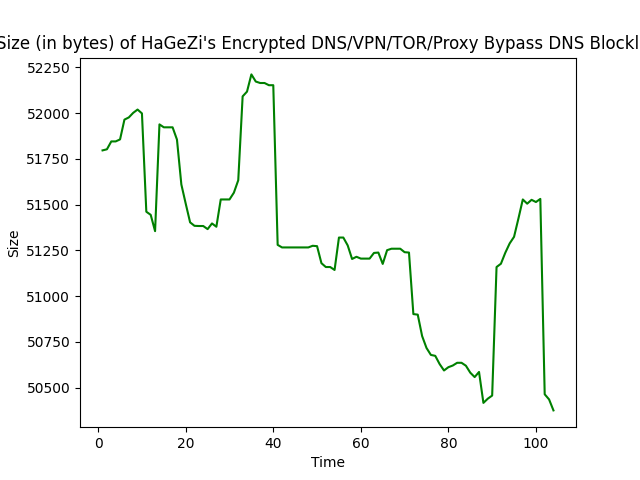 Size (in bytes) of HaGeZi's Encrypted DNS/VPN/TOR/Proxy Bypass DNS Blockl
52250
52000
51750
51500
51250
51000
50750
50500
Size
0 20 40 60 80 100
Time